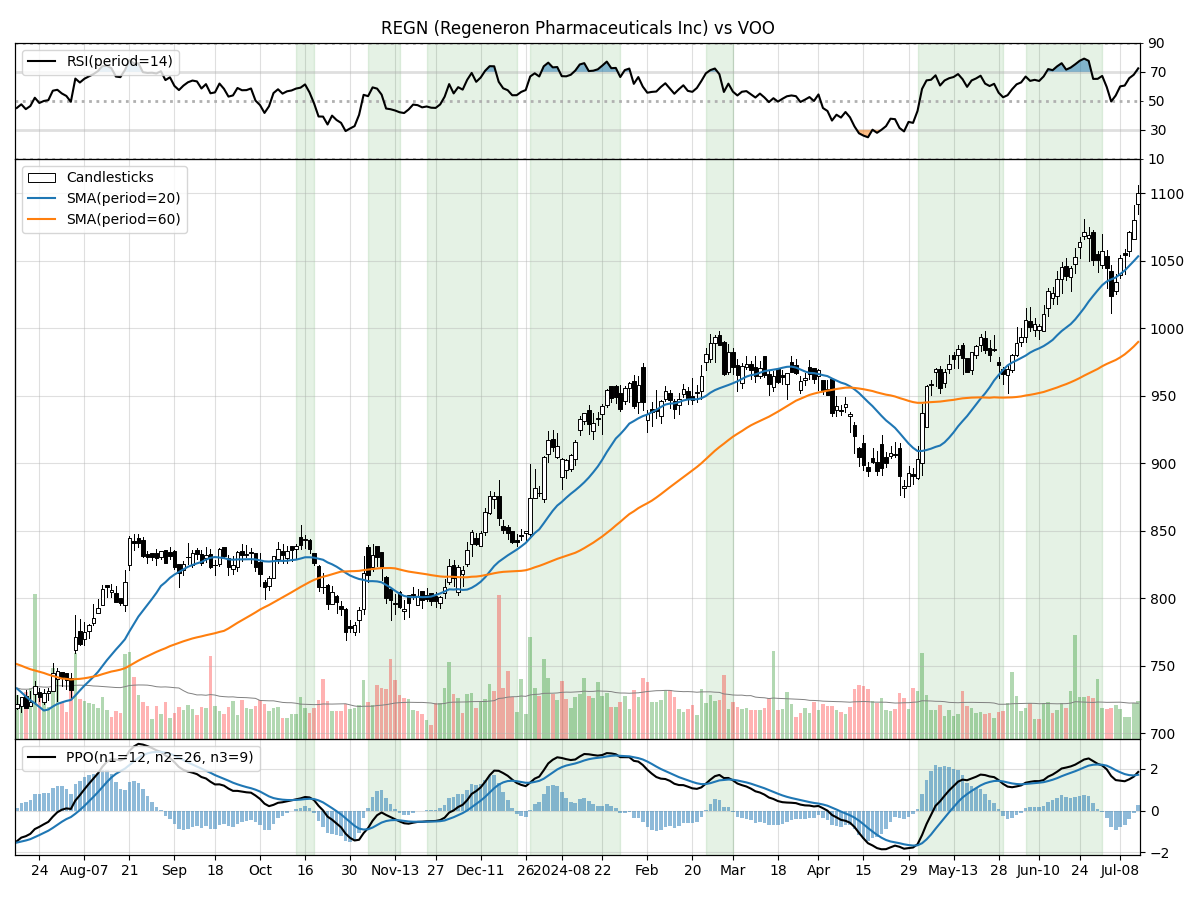 REGN (Regeneron Pharmaceuticals Inc) vs VOO
RSI(period=14)
90
70
50
30
10
Candlesticks
SMA(period=20)
SMA(period=60)
1100
1050
1000
950
900
850
800
750
700
PPO(n1=12, n2=26, n3=9)
2
0
−2
24 Aug-07 21 Sep 18 Oct 16 30 Nov-13 27 Dec-11 26 2024-08 22 Feb 20 Mar 18 Apr 15 29 May-13 28 Jun-10 24 Jul-08